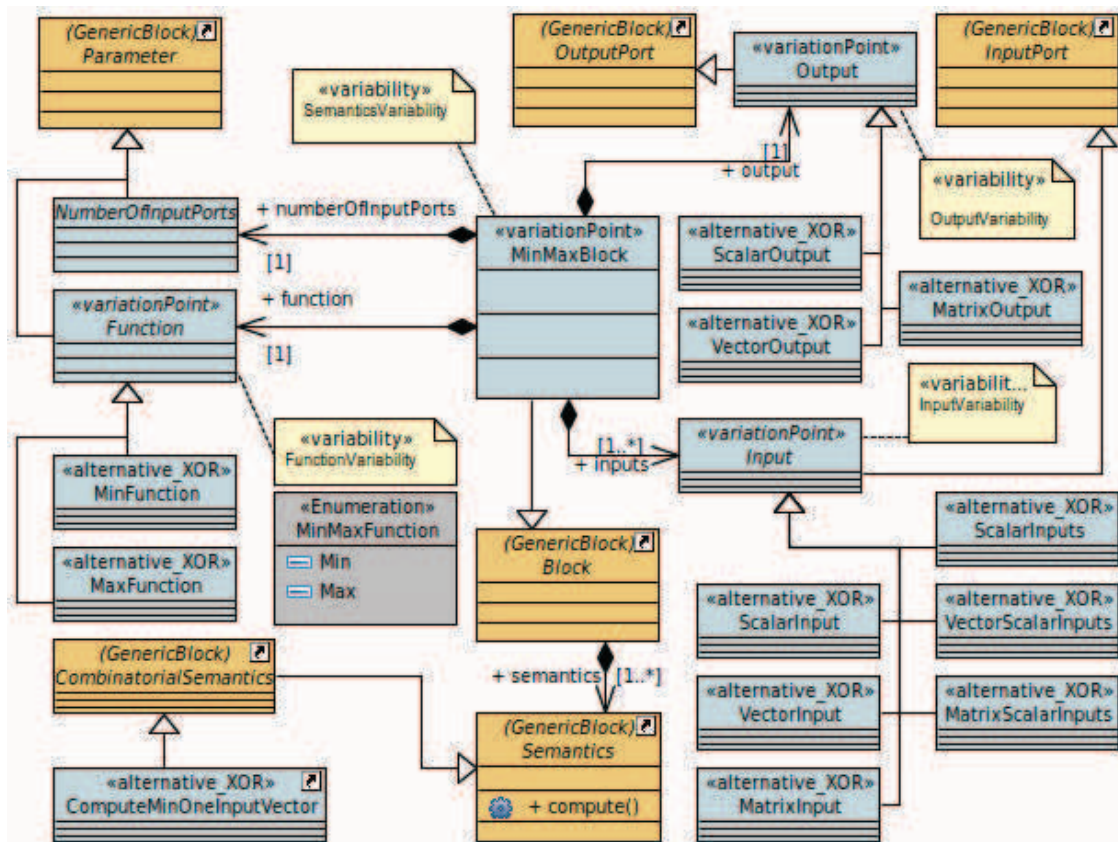 (GenericBlock)
Parameter
«variability»
SemanticsVariability
(GenericBlock)
OutputPort
«variationPoint»
Output
(GenericBlock)
InputPort
[1]
+ output
«variability»
OutputVariability
NumberOfInputPorts
+ numberOfInputPorts
[1]
«variationPoint»
MinMaxBlock
«alternative_XOR»
ScalarOutput
«alternative_XOR»
MatrixOutput
«variationPoint»
Function
+ function
[1]
«alternative_XOR»
VectorOutput
«variabilit...
InputVariability
«variability»
FunctionVariability
[1..*]
+ inputs
«variationPoint»
Input
«alternative_XOR»
MinFunction
«Enumeration»
MinMaxFunction
Min
Max
«alternative_XOR»
MaxFunction
(GenericBlock)
Block
«alternative_XOR»
ScalarInputs
«alternative_XOR»
ScalarInput
«alternative_XOR»
VectorScalarInputs
(GenericBlock)
CombinatorialSemantics
+ semantics
[1..*]
«alternative_XOR»
VectorInput
«alternative_XOR»
MatrixScalarInputs
(GenericBlock)
Semantics
+ compute()
«alternative_XOR»
ComputeMinOneInputVector
«alternative_XOR»
MatrixInput